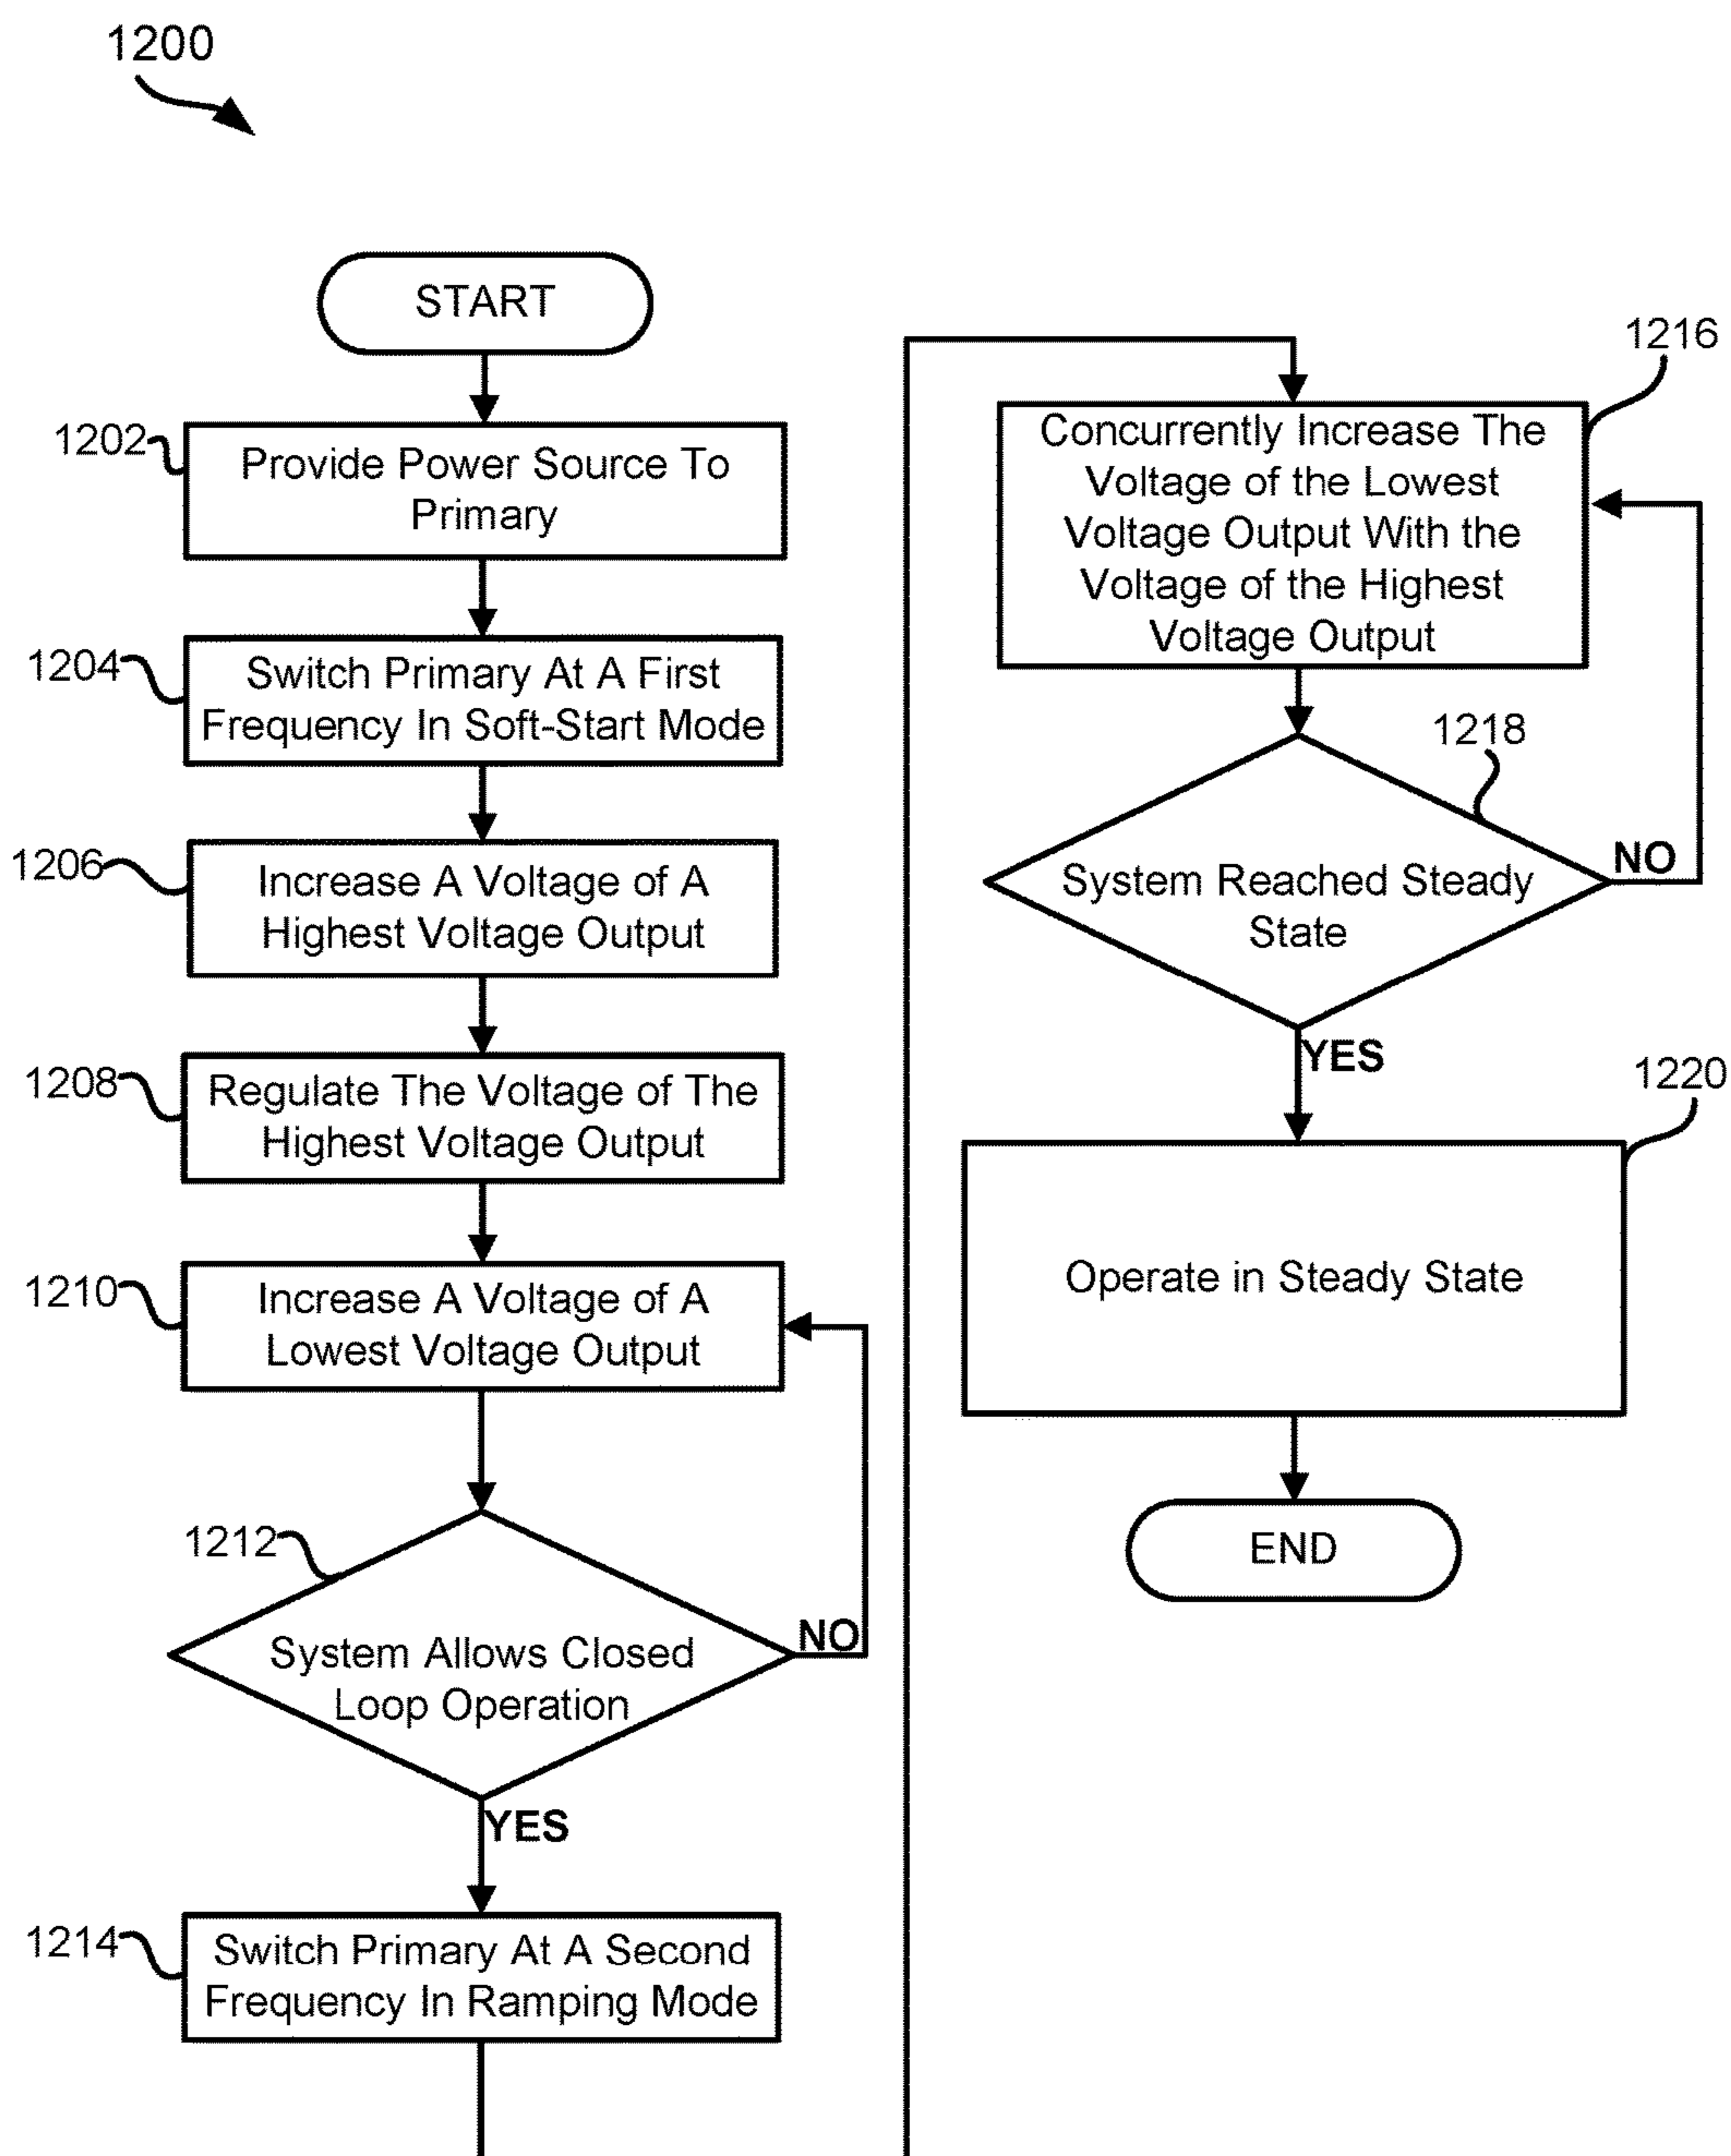 1200
START
1202
Provide Power Source To
Primary
1204
Switch Primary At A First
Frequency In Soft-Start Mode
1206
Increase A Voltage of A
Highest Voltage Output
1208
Regulate The Voltage of The
Highest Voltage Output
1210
Increase A Voltage of A
Lowest Voltage Output
1212
System Allows Closed
Loop Operation
NO
YES
1214
Switch Primary At A Second
Frequency In Ramping Mode
1216
Concurrently Increase The
Voltage of the Lowest
Voltage Output With the
Voltage of the Highest
Voltage Output
1218
System Reached Steady
State
NO
YES
1220
Operate in Steady State
END